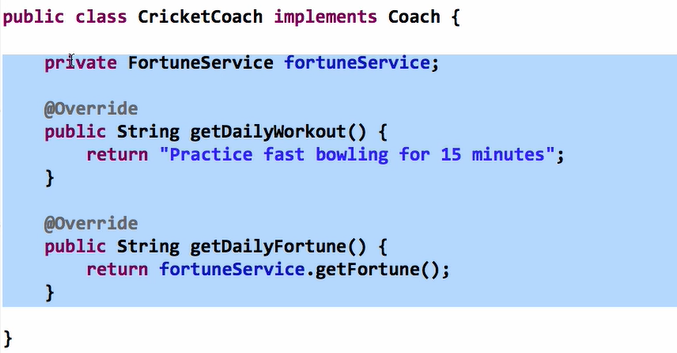 public class CricketCoach implements Coach {
private FortuneService fortuneService;
@Override
public String getDailyWorkout() {
return "Practice fast bowling for 15 minutes";
}
@Override
public String getDailyFortune() {
return fortuneService.getFortune();
}
}